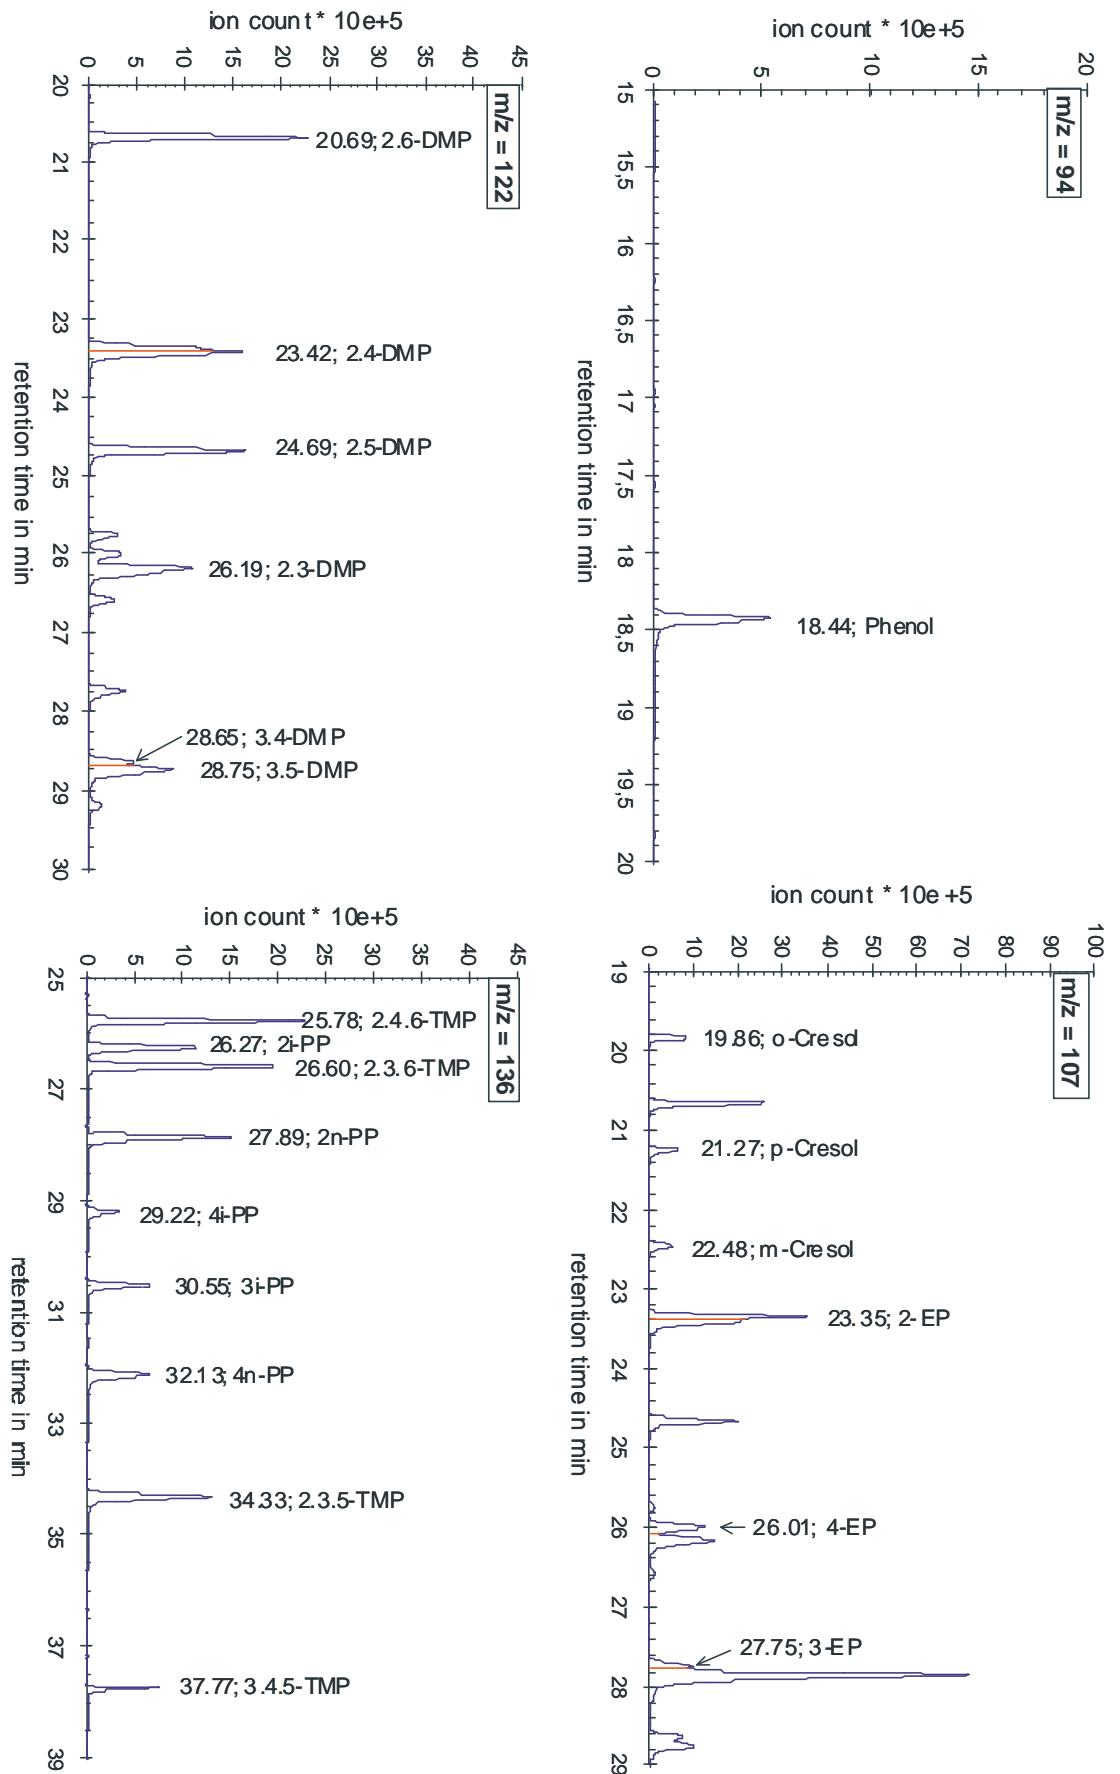 ion count * 10e+5
0
5
10
15
20
25
30
35
40
45
m/z = 122
20
21
22
23
24
25
26
27
28
29
30
20.69; 2.6-DMP
23.42; 2.4-DMP
24.69; 2.5-DMP
26.19; 2.3-DMP
28.65; 3.4-DMP
28.75; 3.5-DMP
retention time in min
ion count * 10e+5
0
5
10
15
20
m/z = 94
15
15,5
16
16,5
17
17,5
18
18,5
19
19,5
20
18.44; Phenol
retention time in min
ion count * 10e+5
0
5
10
15
20
25
30
35
40
45
m/z = 136
25
27
29
31
33
35
37
39
25.78; 2.4.6-TMP
26.27; 2i-PP
26.60; 2.3.6-TMP
27.89; 2n-PP
29.22; 4i-PP
30.55; 3i-PP
32.13; 4n-PP
34.33; 2.3.5-TMP
37.77; 3.4.5-TMP
retention time in min
ion count * 10e+5
0
10
20
30
40
50
60
70
80
90
100
m/z = 107
19
20
21
22
23
24
25
26
27
28
29
19.86; o-Cresol
21.27; p-Cresol
22.48; m-Cresol
23.35; 2-EP
26.01; 4-EP
27.75; 3-EP
retention time in min